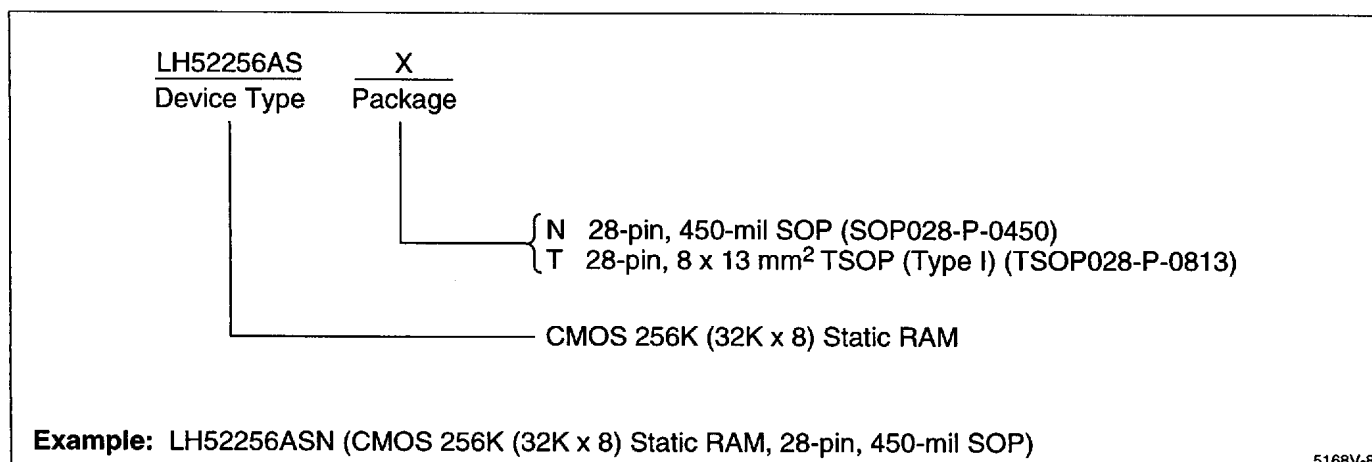 LH52256AS X
Device Type Package
N 28-pin, 450-mil SOP (SOP028-P-0450)
T 28-pin, 8 x 13 mm² TSOP (Type I) (TSOP028-P-0813)
CMOS 256K (32K x 8) Static RAM
Example: LH52256ASN (CMOS 256K (32K x 8) Static RAM, 28-pin, 450-mil SOP)